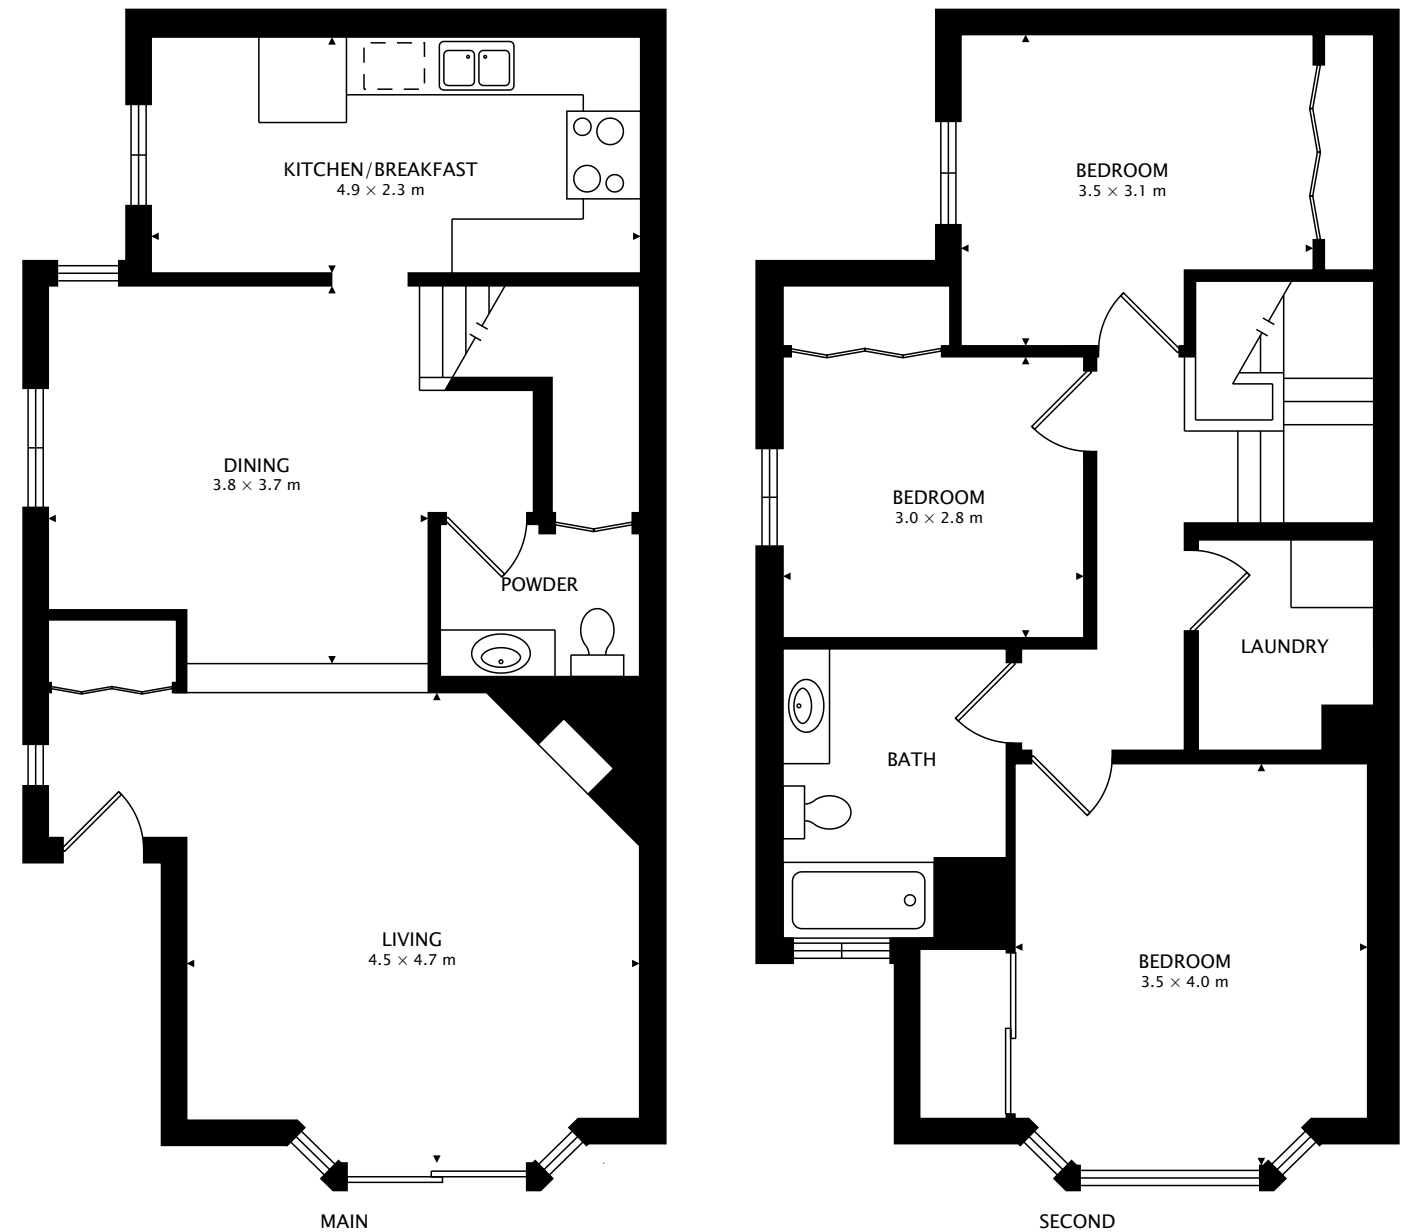 KITCHEN/BREAKFAST
4.9 × 2.3 m
DINING
3.8 × 3.7 m
POWDER
LIVING
4.5 × 4.7 m
MAIN
BEDROOM
3.5 × 3.1 m
BEDROOM
3.0 × 2.8 m
LAUNDRY
BATH
BEDROOM
3.5 × 4.0 m
SECOND